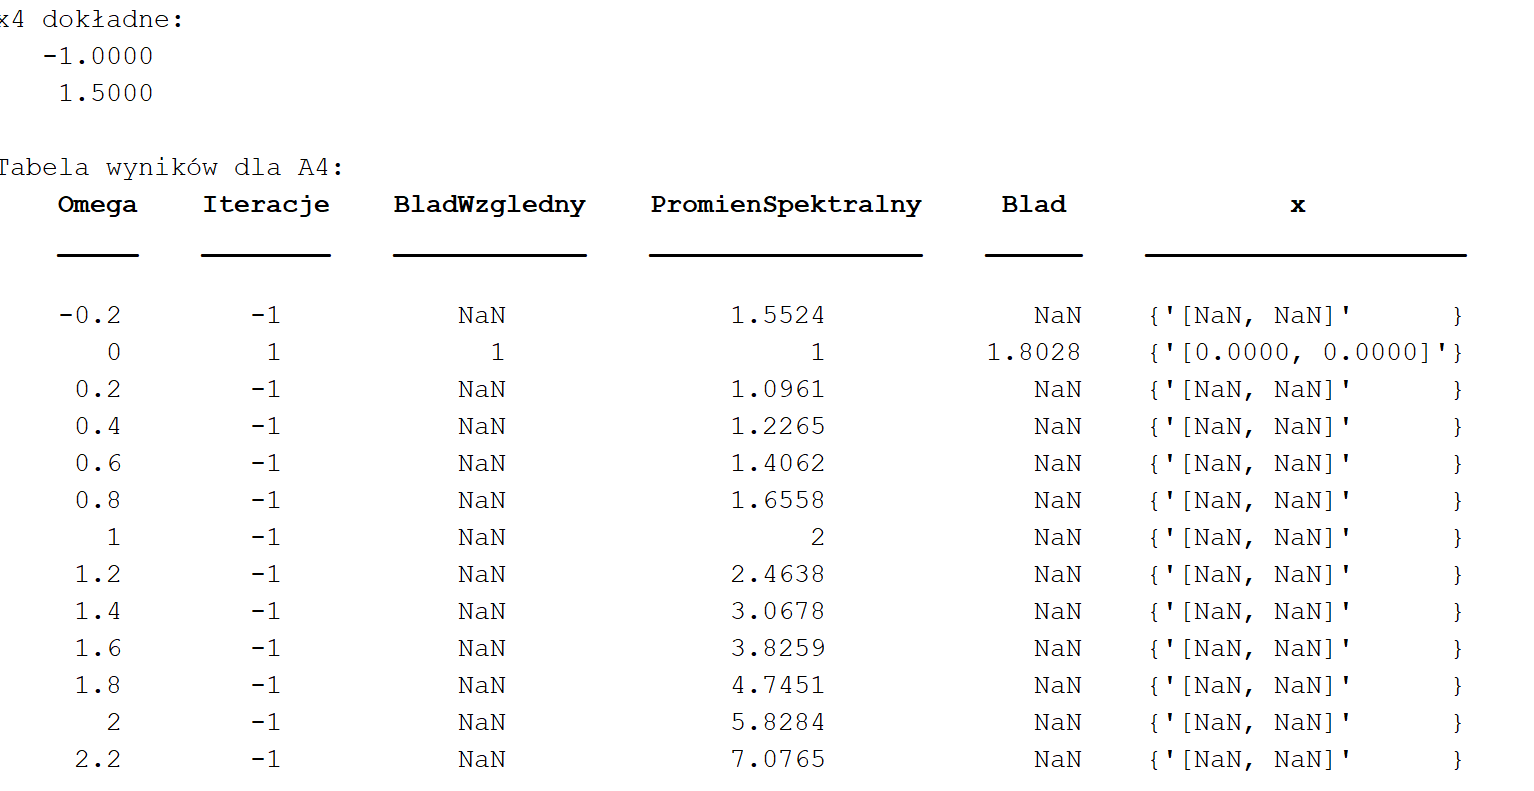 x4 dokładne:
-1.0000
1.5000
Tabela wyników dla A4:
Omega Iteracje BladWzgledny PromienSpektralny Blad x
-0.2 -1 NaN 1.5524 NaN {'[NaN, NaN]' }
0 1 1 1 1.8028 {'[0.0000, 0.0000]'}
0.2 -1 NaN 1.0961 NaN {'[NaN, NaN]' }
0.4 -1 NaN 1.2265 NaN {'[NaN, NaN]' }
0.6 -1 NaN 1.4062 NaN {'[NaN, NaN]' }
0.8 -1 NaN 1.6558 NaN {'[NaN, NaN]' }
1 -1 NaN 2 NaN {'[NaN, NaN]' }
1.2 -1 NaN 2.4638 NaN {'[NaN, NaN]' }
1.4 -1 NaN 3.0678 NaN {'[NaN, NaN]' }
1.6 -1 NaN 3.8259 NaN {'[NaN, NaN]' }
1.8 -1 NaN 4.7451 NaN {'[NaN, NaN]' }
2 -1 NaN 5.8284 NaN {'[NaN, NaN]' }
2.2 -1 NaN 7.0765 NaN {'[NaN, NaN]' }